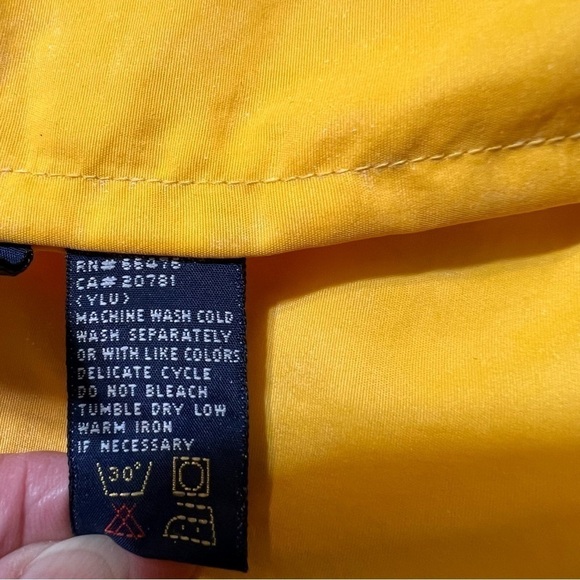 RN# 66476
CA# 20781
(YLU)
MACHINE WASH COLD
WASH SEPARATELY
OR WITH LIKE COLORS
DELICATE CYCLE
DO NOT BLEACH
TUMBLE DRY LOW
WARM IRON
IF NECESSARY
30°